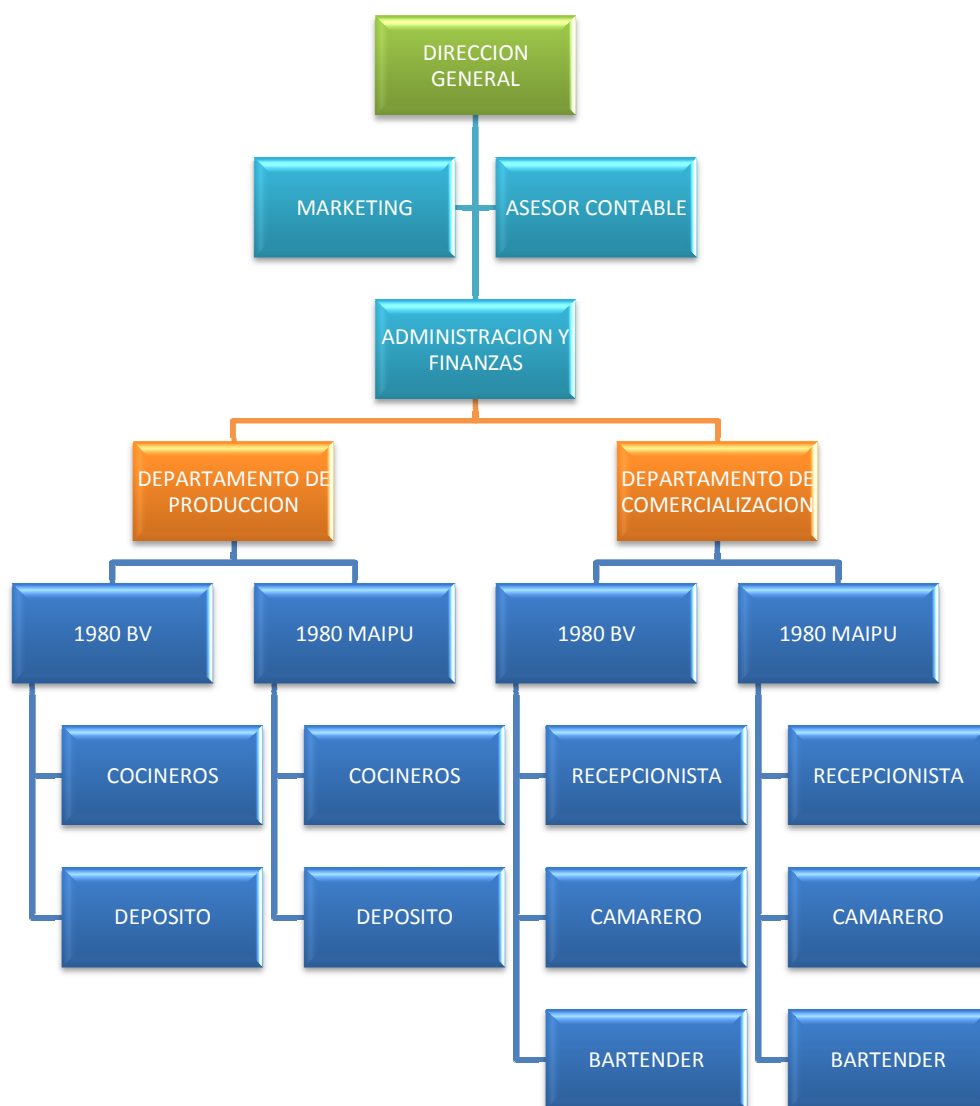 DIRECCION
GENERAL
MARKETING
ASESOR CONTABLE
ADMINISTRACION Y
FINANZAS
DEPARTAMENTO DE
PRODUCCION
DEPARTAMENTO DE
COMERCIALIZACION
1980 BV
1980 MAIPU
1980 BV
1980 MAIPU
COCINEROS
COCINEROS
RECEPCIONISTA
RECEPCIONISTA
DEPOSITO
DEPOSITO
CAMARERO
CAMARERO
BARTENDER
BARTENDER